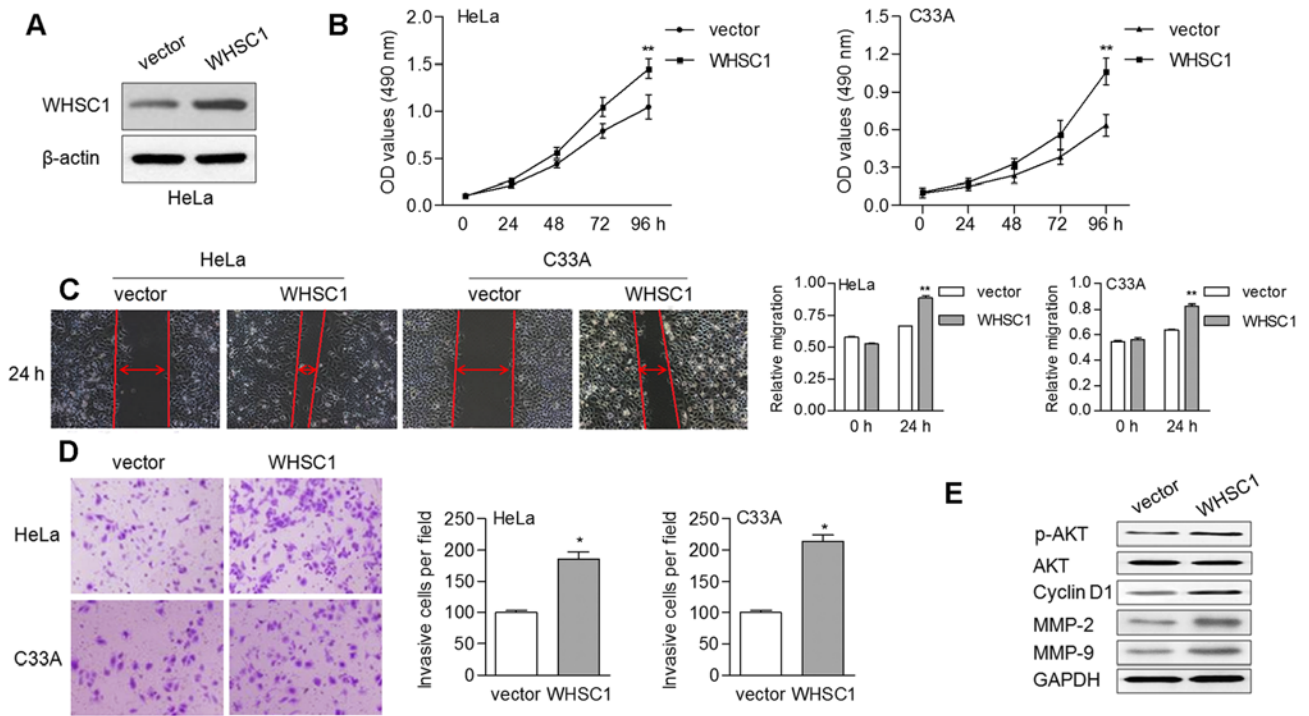 A
vector
WHSC1
WHSC1
β-actin
HeLa
B
HeLa
vector
WHSC1
**
OD values (490 nm)
2.0
1.5
1.0
0.5
0.0
0 24 48 72 96 h
C33A
vector
WHSC1
**
OD values (490 nm)
1.5
1.2
0.9
0.6
0.3
0.0
0 24 48 72 96 h
C
HeLa
C33A
vector
WHSC1
vector
WHSC1
24 h
HeLa
**
vector
WHSC1
Relative migration
1.00
0.75
0.50
0.25
0.00
0 h 24 h
C33A
**
vector
WHSC1
Relative migration
1.0
0.8
0.6
0.4
0.2
0.0
0 h 24 h
D
vector
WHSC1
HeLa
C33A
HeLa
*
Invasive cells per field
250
200
150
100
50
0
vector WHSC1
C33A
*
Invasive cells per field
250
200
150
100
50
0
vector WHSC1
E
vector
WHSC1
p-AKT
AKT
Cyclin D1
MMP-2
MMP-9
GAPDH